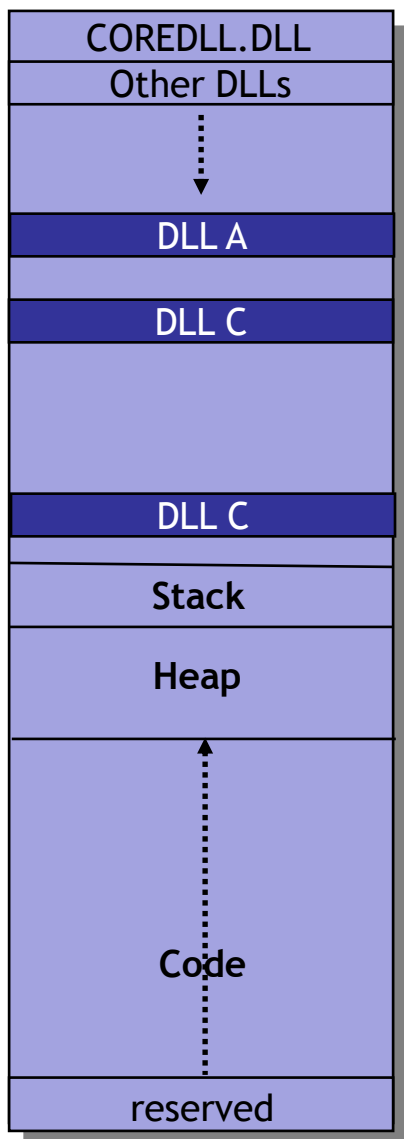 COREDLL.DLL
Other DLLs
DLL A
DLL C
DLL C
Stack
Heap
Code
reserved